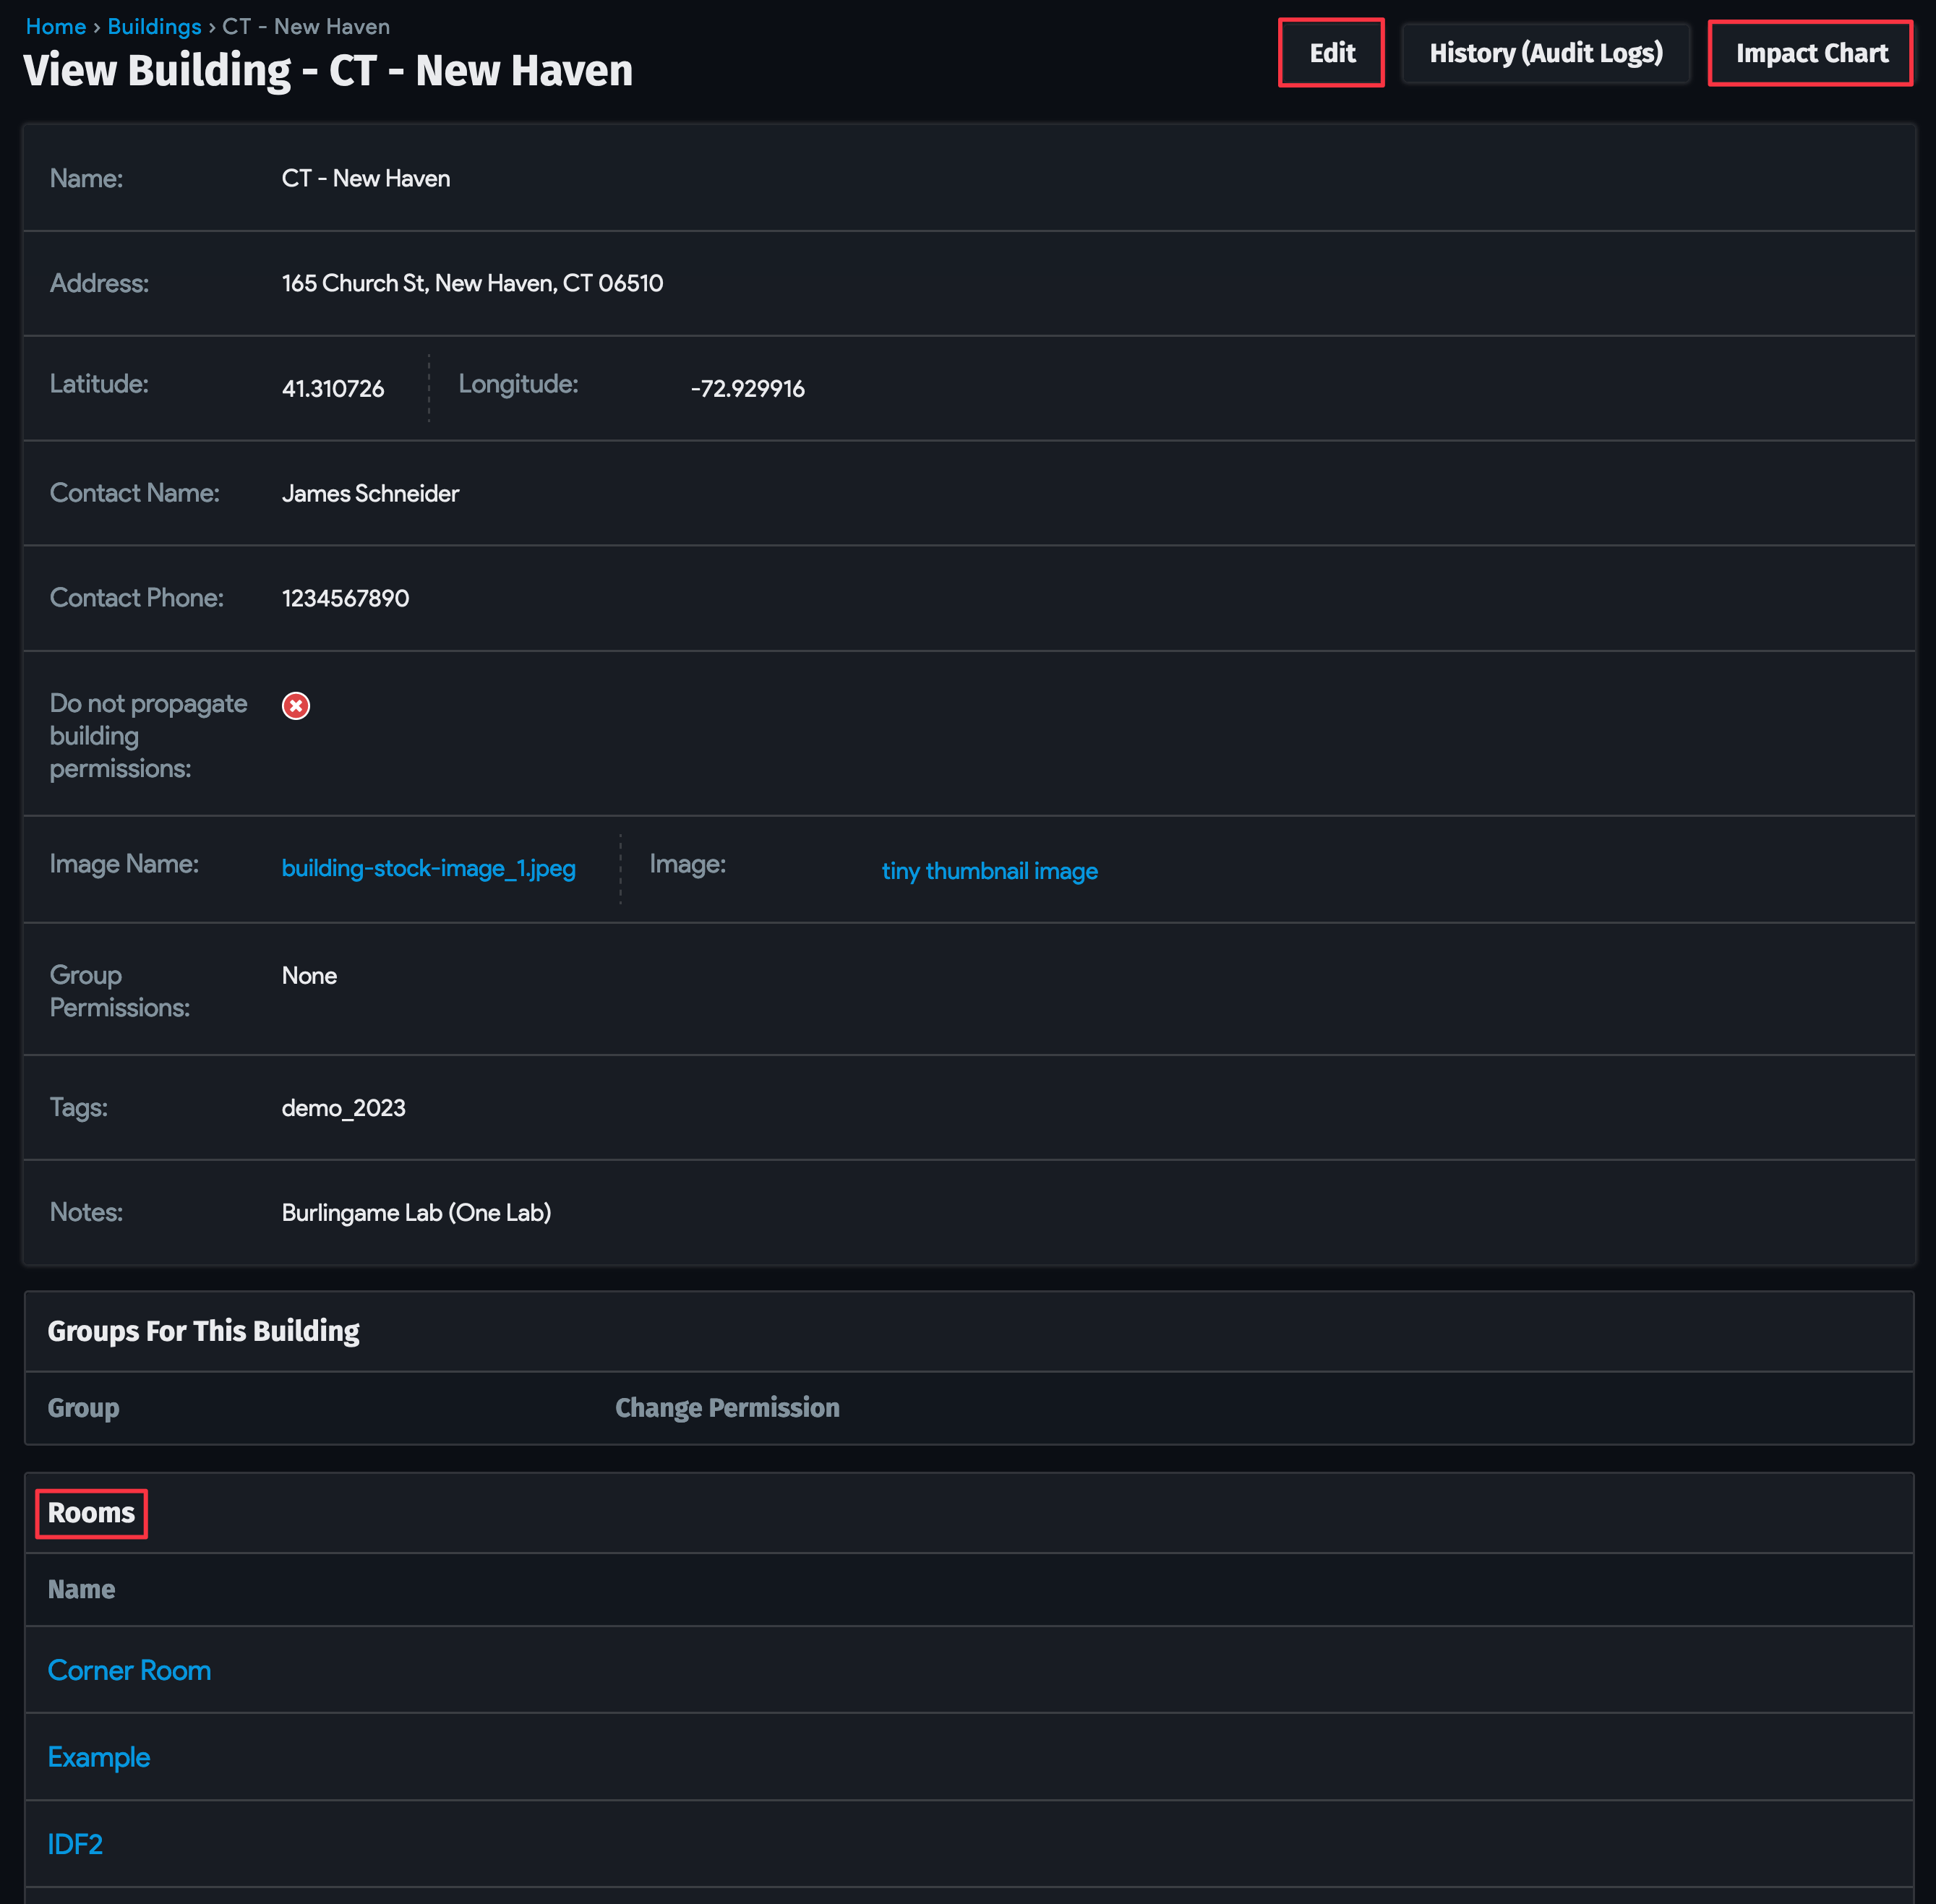 Home › Buildings › CT - New Haven
View Building - CT - New Haven
Edit
History (Audit Logs)
Impact Chart
Name: CT - New Haven
Address: 165 Church St, New Haven, CT 06510
Latitude: 41.310726 Longitude: -72.929916
Contact Name: James Schneider
Contact Phone: 1234567890
Do not propagate
building
permissions:
Image Name: building-stock-image_1.jpeg Image: tiny thumbnail image
Group None
Permissions:
Tags: demo_2023
Notes: Burlingame Lab (One Lab)
Groups For This Building
Group Change Permission
Rooms
Name
Corner Room
Example
IDF2